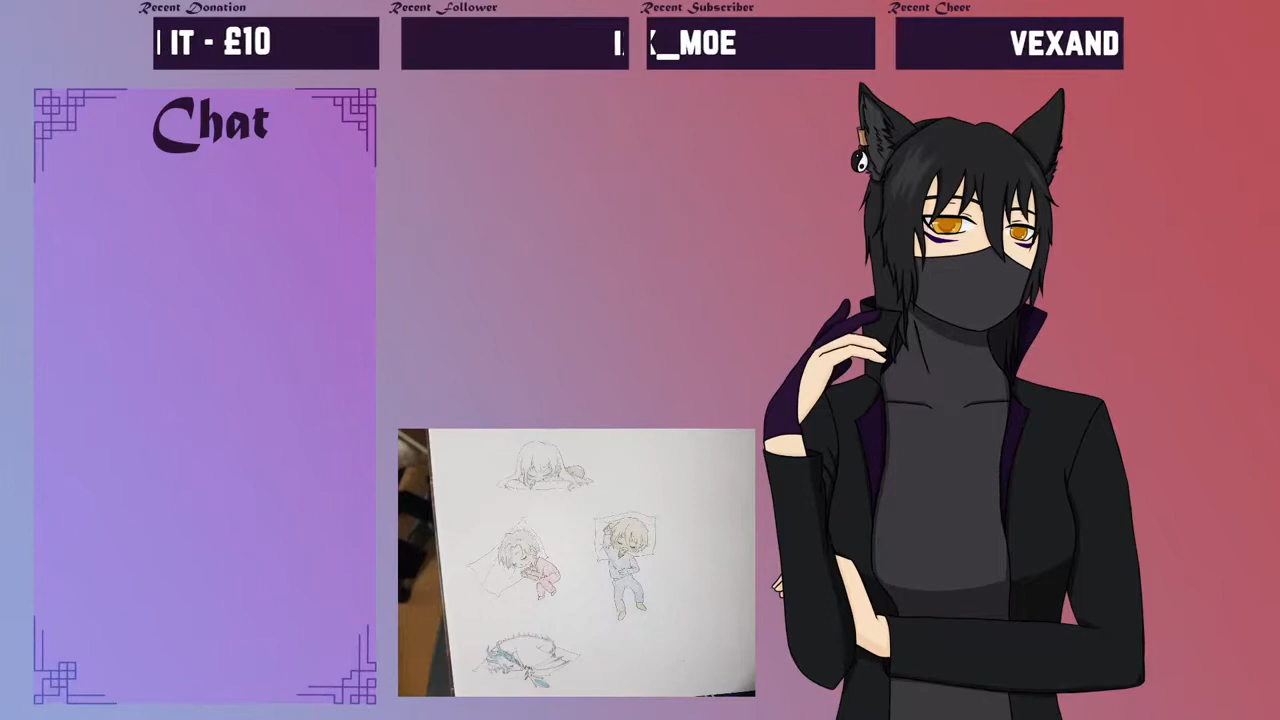 Recent Donation
IT - £10
Recent Follower
Recent Subscriber
_MOE
Recent Cheer
VEXAND
Chat